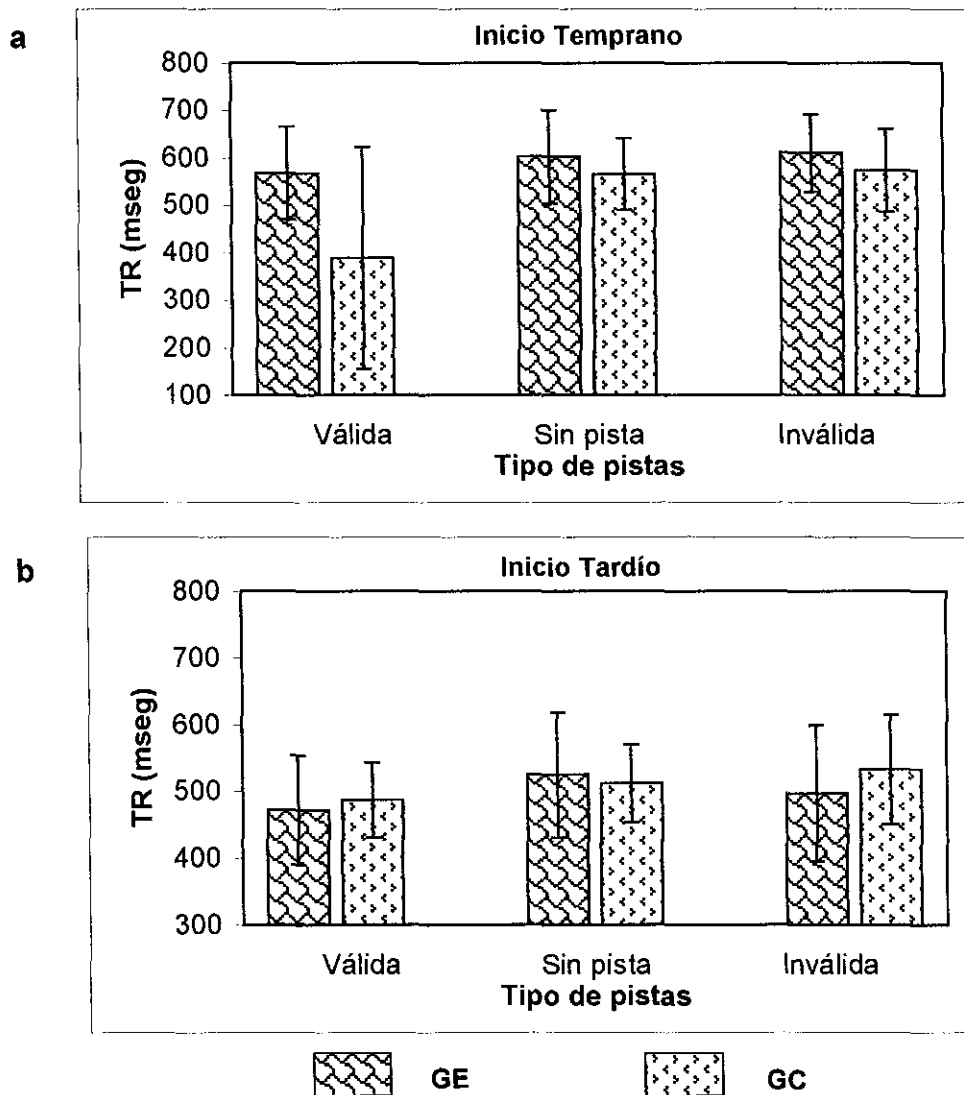 a
Inicio Temprano
800
700
600
500
400
300
200
100
TR (mseg)
Válida Sin pista Inválida
Tipo de pistas
b
Inicio Tardío
800
700
600
500
400
300
TR (mseg)
Válida Sin pista Inválida
Tipo de pistas
GE GC